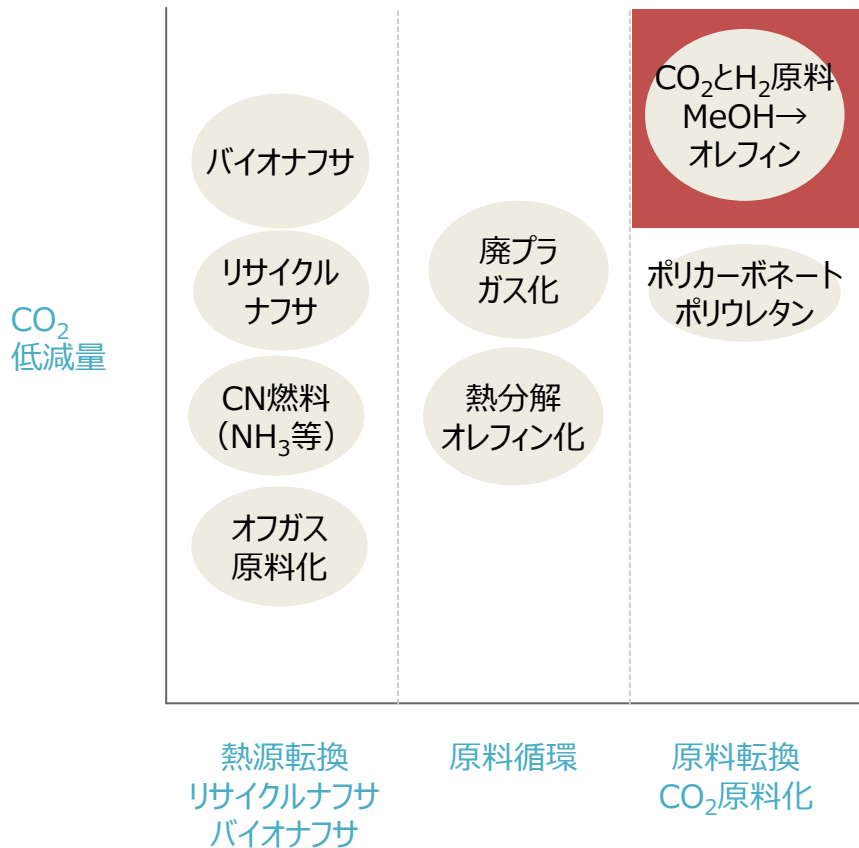 CO₂
低減量
バイオナフサ
リサイクル
ナフサ
CN燃料
（NH₃等）
オフガス
原料化
廃プラ
ガス化
熱分解
オレフィン化
CO₂とH₂原料
MeOH→
オレフィン
ポリカーボネート
ポリウレタン
熱源転換
リサイクルナフサ
バイオナフサ
原料循環
原料転換
CO₂原料化